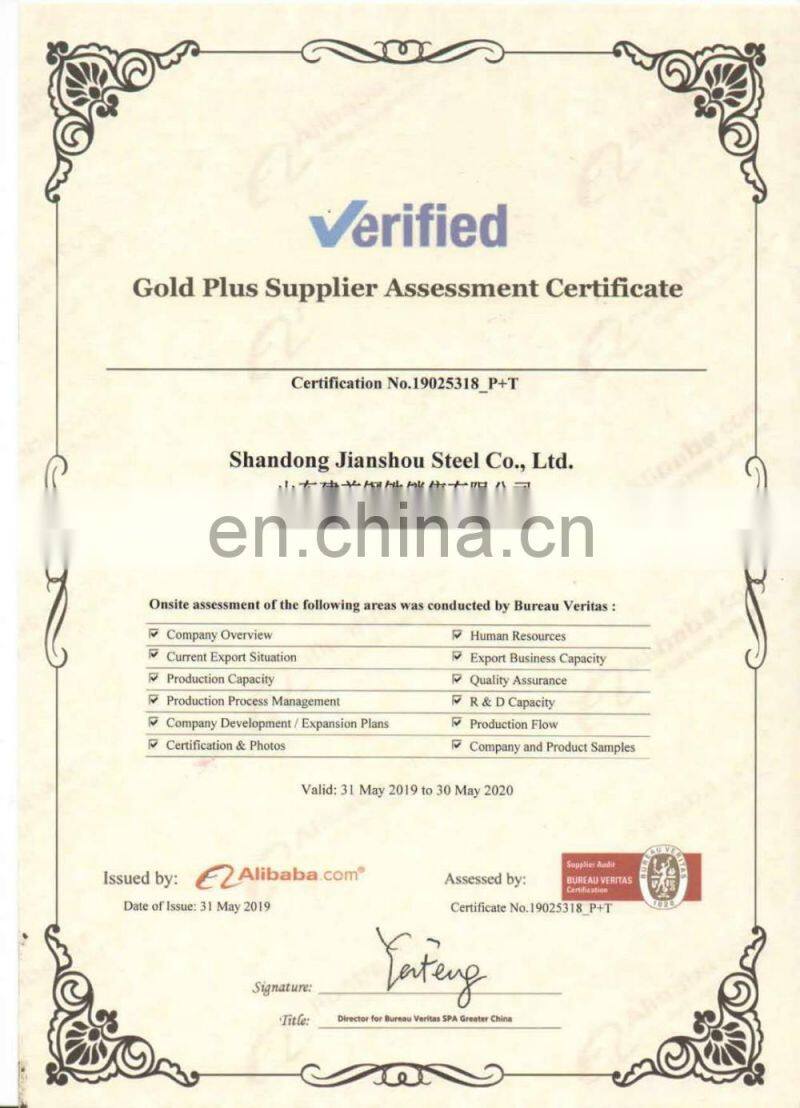 Verified
Gold Plus Supplier Assessment Certificate
Certification No.19025318_P+T
Shandong Jianshou Steel Co., Ltd.
en.china.cn
Onsite assessment of the following areas was conducted by Bureau Veritas :
Company Overview Human Resources
Current Export Situation Export Business Capacity
Production Capacity Quality Assurance
Production Process Management R & D Capacity
Company Development / Expansion Plans Production Flow
Certification & Photos Company and Product Samples
Valid: 31 May 2019 to 30 May 2020
Issued by: Alibaba.com® Assessed by:
Supplier Audit
BUREAU VERITAS
Certification
BUREAU VERITAS
1828
Date of Issue: 31 May 2019 Certificate No.19025318_P+T
Signature:
Title: Director for Bureau Veritas SPA Greater China